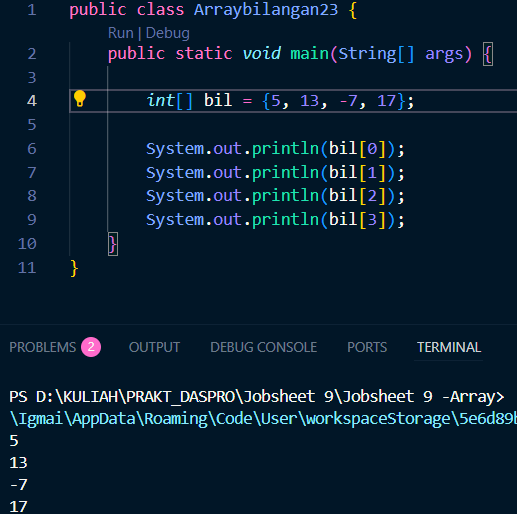 1 public class Arraybilangan23 {
Run | Debug
2 public static void main(String[] args) {
3
4 int[] bil = {5, 13, -7, 17};
5
6 System.out.println(bil[0]);
7 System.out.println(bil[1]);
8 System.out.println(bil[2]);
9 System.out.println(bil[3]);
10 }
11 }
PROBLEMS 2 OUTPUT DEBUG CONSOLE PORTS TERMINAL
PS D:\KULIAH\PRAKT_DASPRO\Jobsheet 9\Jobsheet 9 -Array>
\Igmai\AppData\Roaming\Code\User\workspaceStorage\5e6d89b
5
13
-7
17